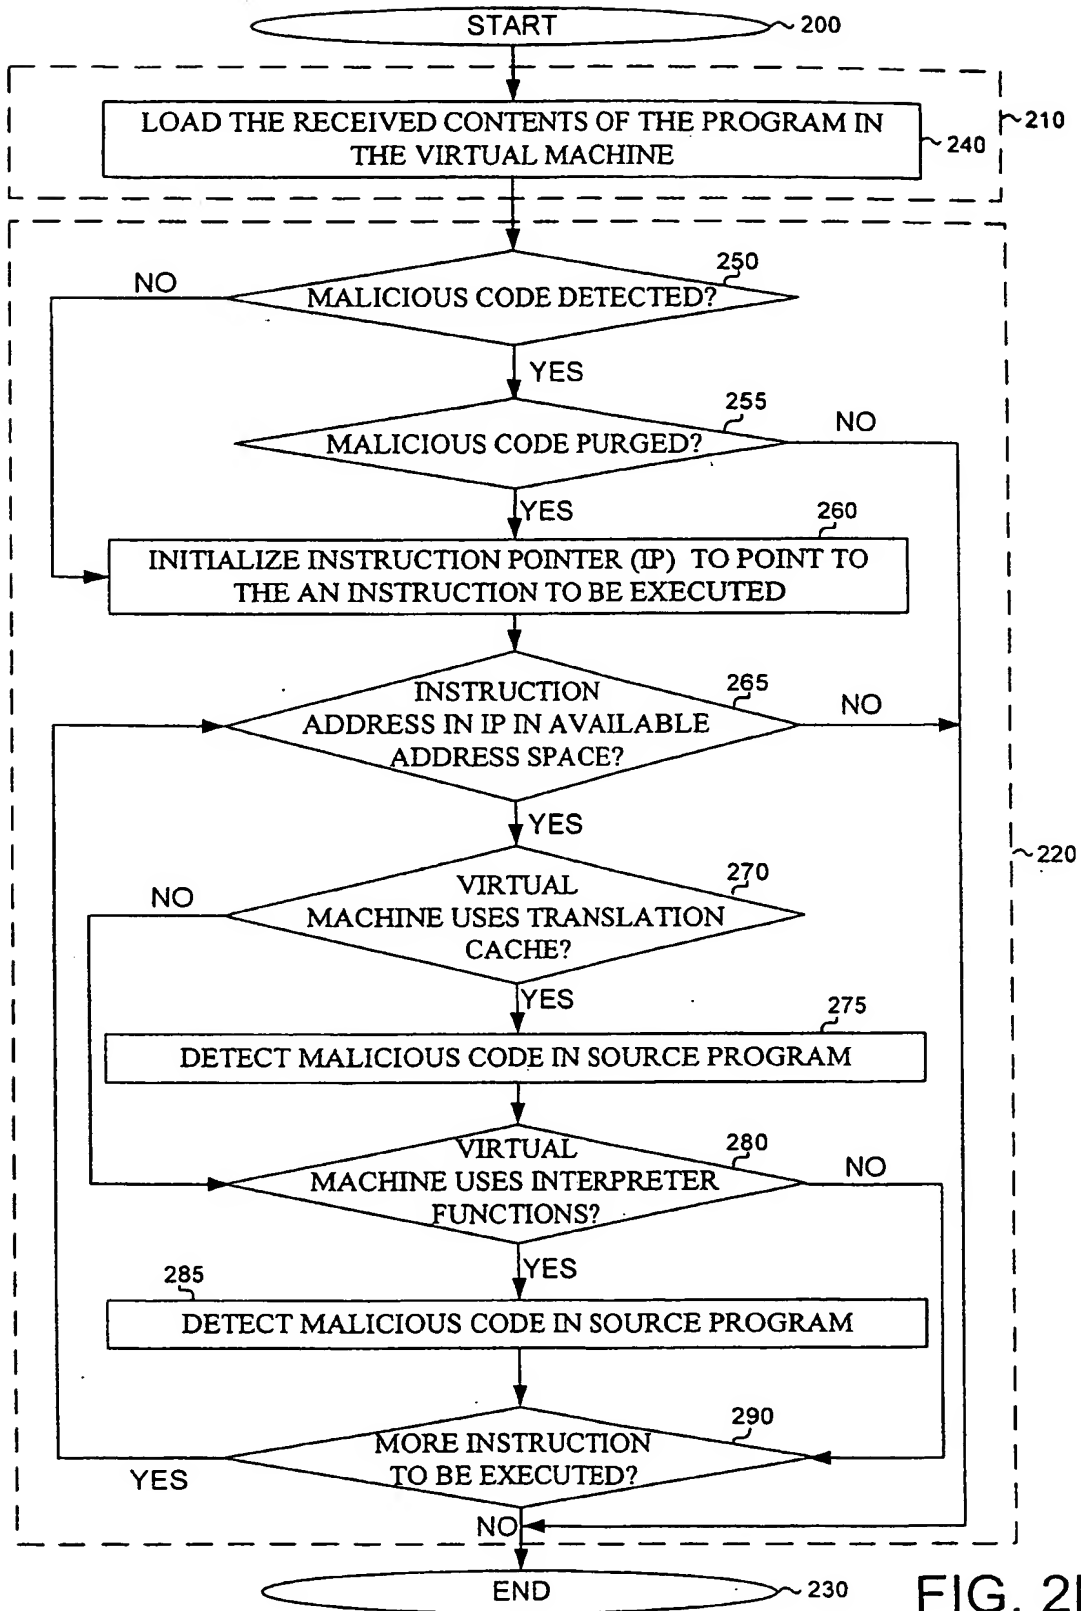 START
200
LOAD THE RECEIVED CONTENTS OF THE PROGRAM IN
THE VIRTUAL MACHINE
240
210
250
NO
MALICIOUS CODE DETECTED?
YES
255
NO
MALICIOUS CODE PURGED?
YES
260
INITIALIZE INSTRUCTION POINTER (IP) TO POINT TO
THE AN INSTRUCTION TO BE EXECUTED
INSTRUCTION
ADDRESS IN IP IN AVAILABLE
ADDRESS SPACE?
265
NO
YES
220
270
NO
VIRTUAL
MACHINE USES TRANSLATION
CACHE?
YES
275
DETECT MALICIOUS CODE IN SOURCE PROGRAM
VIRTUAL
MACHINE USES INTERPRETER
FUNCTIONS?
280
NO
YES
285
DETECT MALICIOUS CODE IN SOURCE PROGRAM
290
MORE INSTRUCTION
TO BE EXECUTED?
YES
NO
END
230